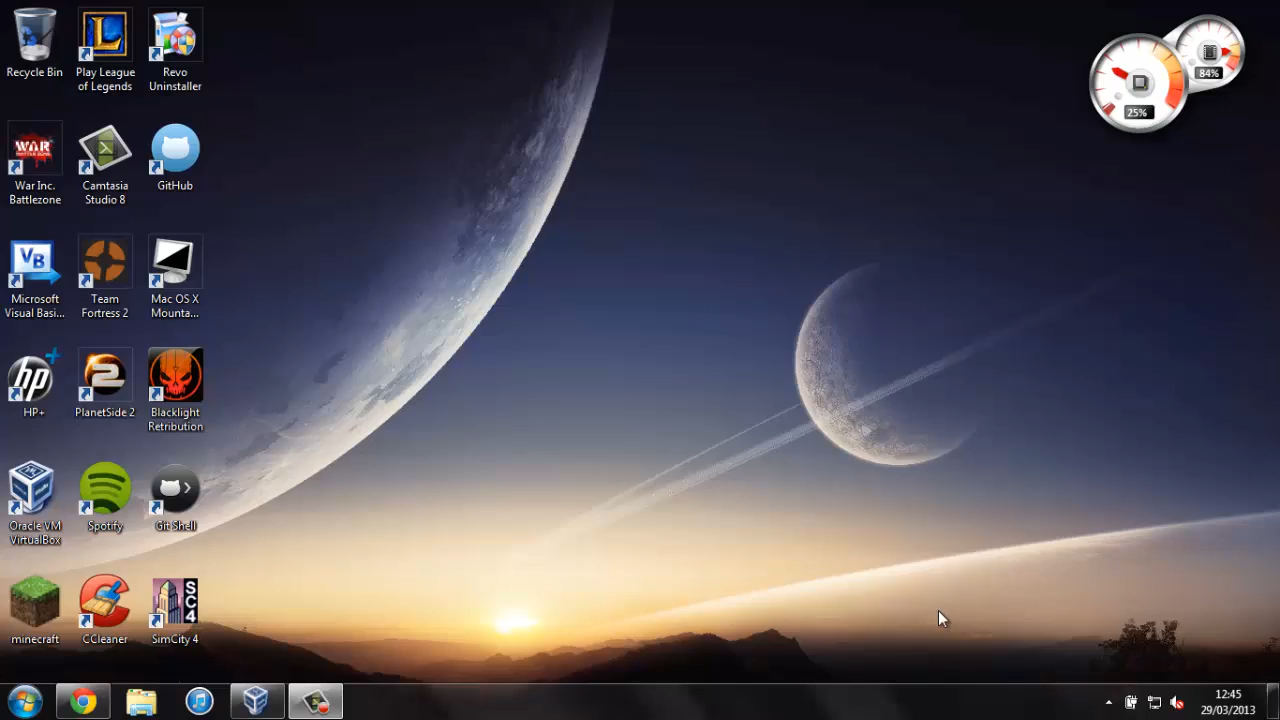 Recycle Bin
Play League
of Legends
Revo
Uninstaller
84%
25%
WAR
War Inc.
Battlezone
Camtasia
Studio 8
GitHub
VB
Microsoft
Visual Basi...
Team
Fortress 2
Mac OS X
Mounta...
hp
HP+
2
PlanetSide 2
Blacklight
Retribution
Oracle VM
VirtualBox
Spotify
Git Shell
minecraft
CCleaner
SC4
SimCity 4
12:45
29/03/2013